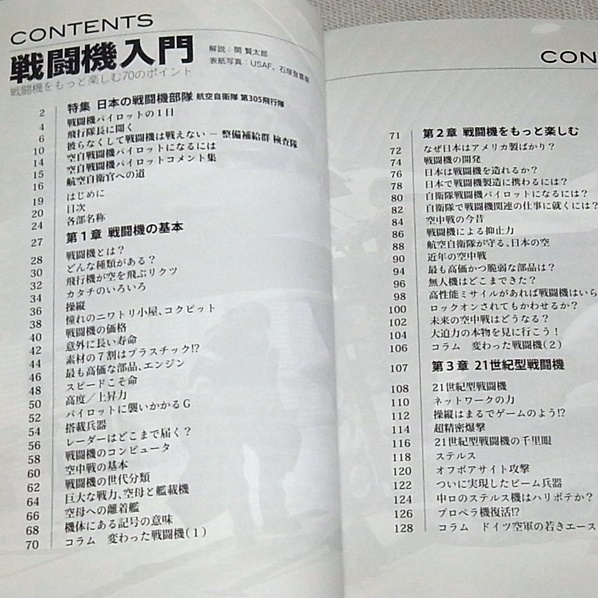 CONTENTS
戦闘機入門
戦闘機をもっと楽しむ70のポイント
解説:関 賢太郎
表紙写真:USAF、石塚
2 特集 日本の戦闘機部隊 航空自衛隊 第305飛行隊
4 戦闘機パイロットの1日
6 飛行隊長に聞く
10 彼らなくして戦闘機は戦えない – 整備補給群 検査隊
14 空自戦闘機パイロットになるには
15 空自戦闘機パイロットコメント集
16 航空自衛官への道
19 はじめに
20 目次
24 各部名称
27 第1章 戦闘機の基本
28 戦闘機とは?
30 どんな種類がある?
32 飛行機が空を飛ぶリクツ
34 カタチのいろいろ
36 操縦
38 憧れのニワトリ小屋、コクピット
40 戦闘機の価格
42 意外に長い寿命
44 素材の7割はプラスチック!?
46 最も高価な部品、エンジン
48 スピードこそ命
50 高度/上昇力
52 パイロットに襲いかかるG
54 搭載兵器
56 レーダーはどこまで届く?
58 戦闘機のコンピュータ
60 空中戦の基本
62 戦闘機の世代分類
64 巨大な戦力、空母と艦載機
66 空母への離着艦
68 機体にある記号の意味
70 コラム 変わった戦闘機(1)
CON
71 第2章 戦闘機をもっと楽しむ
72 なぜ日本はアメリカ製ばかり?
74 戦闘機の開発
76 日本は戦闘機を造れるか?
78 日本で戦闘機製造に携わるには?
80 自衛隊戦闘機パイロットになるには?
82 自衛隊で戦闘機関連の仕事に就くには?
84 空中戦の今昔
86 戦闘機による抑止力
88 航空自衛隊が守る、日本の空
90 近年の空中戦
94 最も高価かつ脆弱な部品は?
96 無人機はどこまできた?
98 高性能ミサイルがあれば戦闘機はいら
100 ロックオンされてもかわせるか?
102 未来の空中戦はどうなる?
104 大迫力の本物を見に行こう!
106 コラム 変わった戦闘機(2)
107 第3章 21世紀型戦闘機
108 21世紀型戦闘機
110 ネットワークの力
112 操縦はまるでゲームのよう!?
114 超精密爆撃
116 21世紀型戦闘機の千里眼
118 ステルス
120 オフボアサイト攻撃
122 ついに実現したビーム兵器
124 中ロのステルス機はハリボテか?
126 プロペラ機復活!?
128 コラム ドイツ空軍の若きエース